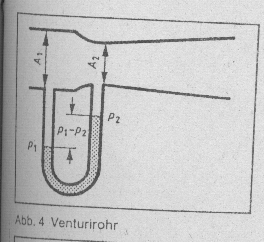 A₁
A₂
p₂
p₁-p₂
p₁
Abb. 4 Venturirohr